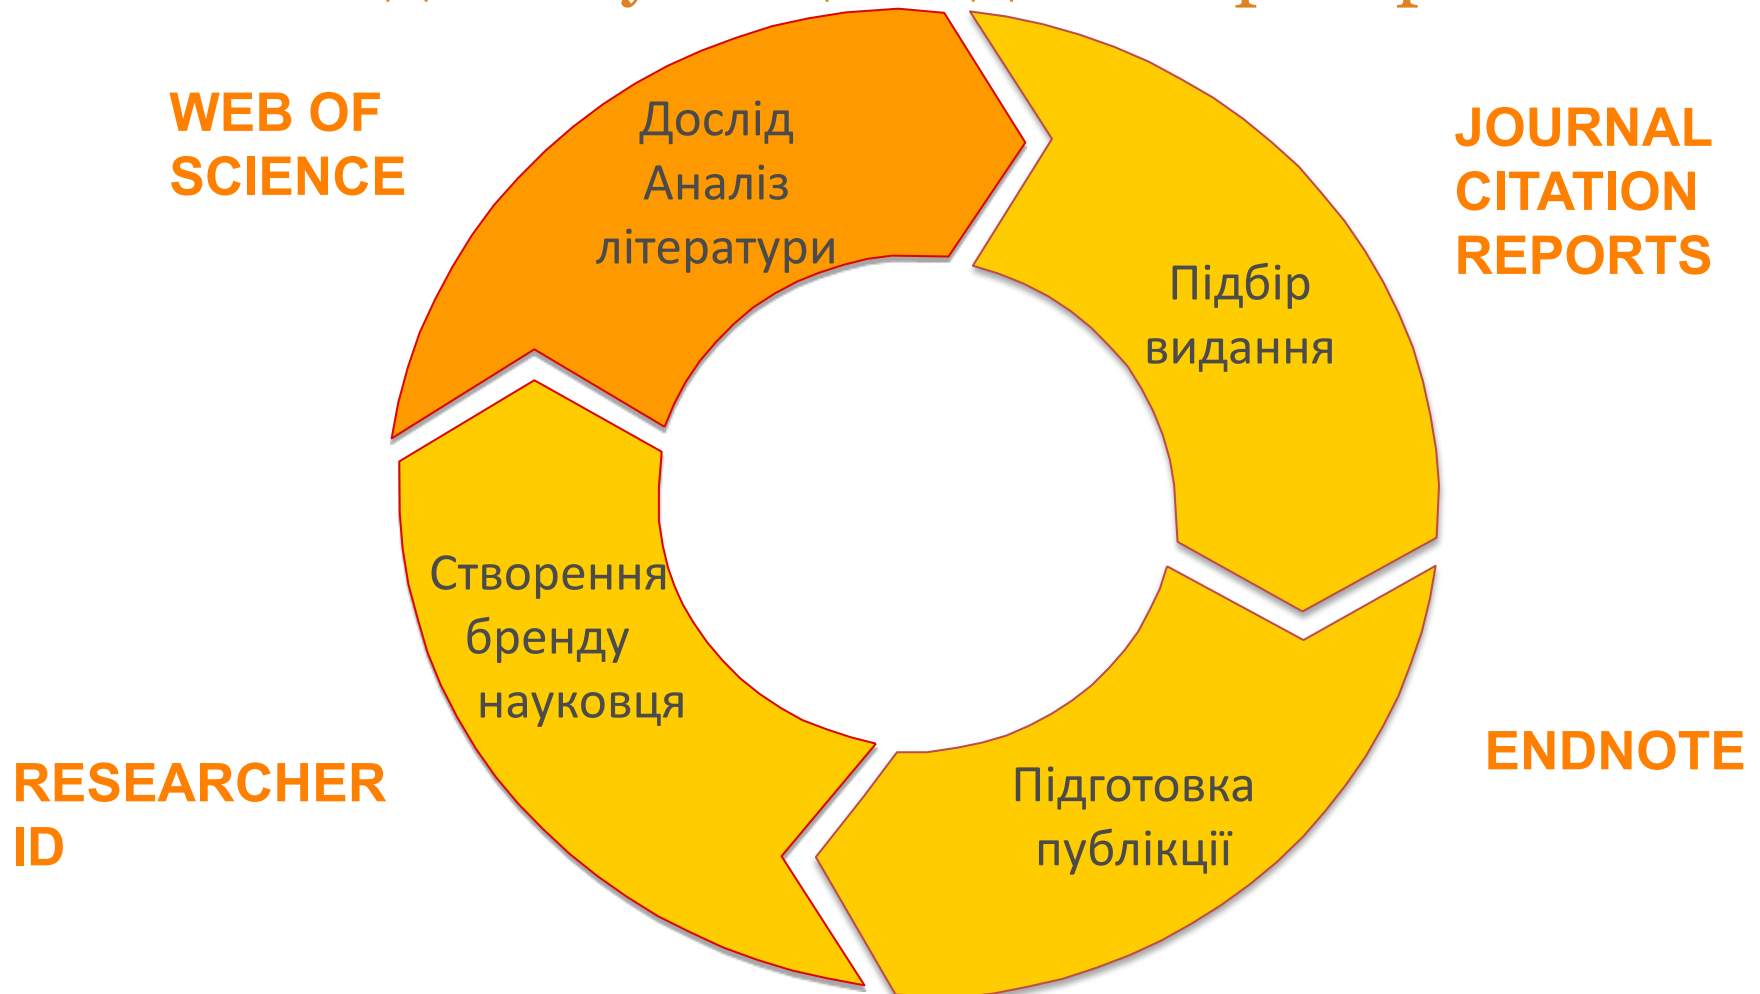 WEB OF
SCIENCE
Дослід
Аналіз
літератури
JOURNAL
CITATION
REPORTS
Підбір
видання
Створення
бренду
науковця
RESEARCHER
ID
ENDNOTE
Підготовка
публікції